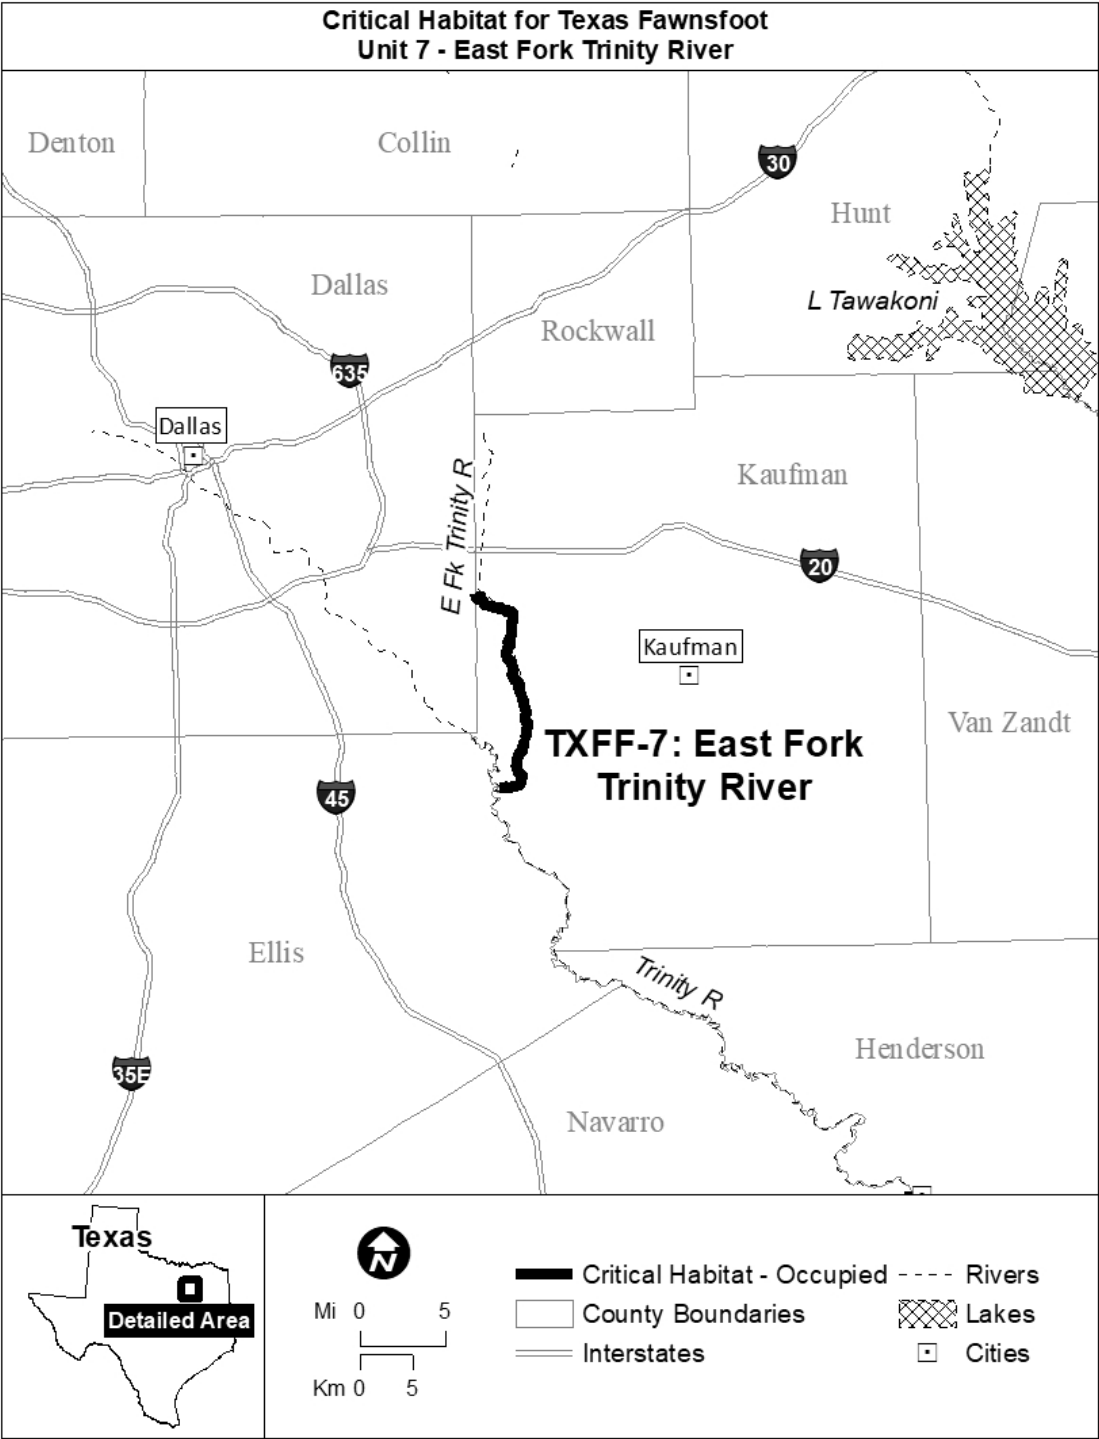 Critical Habitat for Texas Fawnsfoot
Unit 7 - East Fork Trinity River
Denton
Collin
30
Hunt
Dallas
L Tawakoni
Rockwall
635
Dallas
E Fk Trinity R
Kaufman
20
Kaufman
Van Zandt
TXFF-7: East Fork
Trinity River
45
Ellis
Trinity R
Henderson
35E
Navarro
Texas
Detailed Area
N
Mi 0 5
Km 0 5
Critical Habitat - Occupied
County Boundaries
Interstates
Rivers
Lakes
Cities